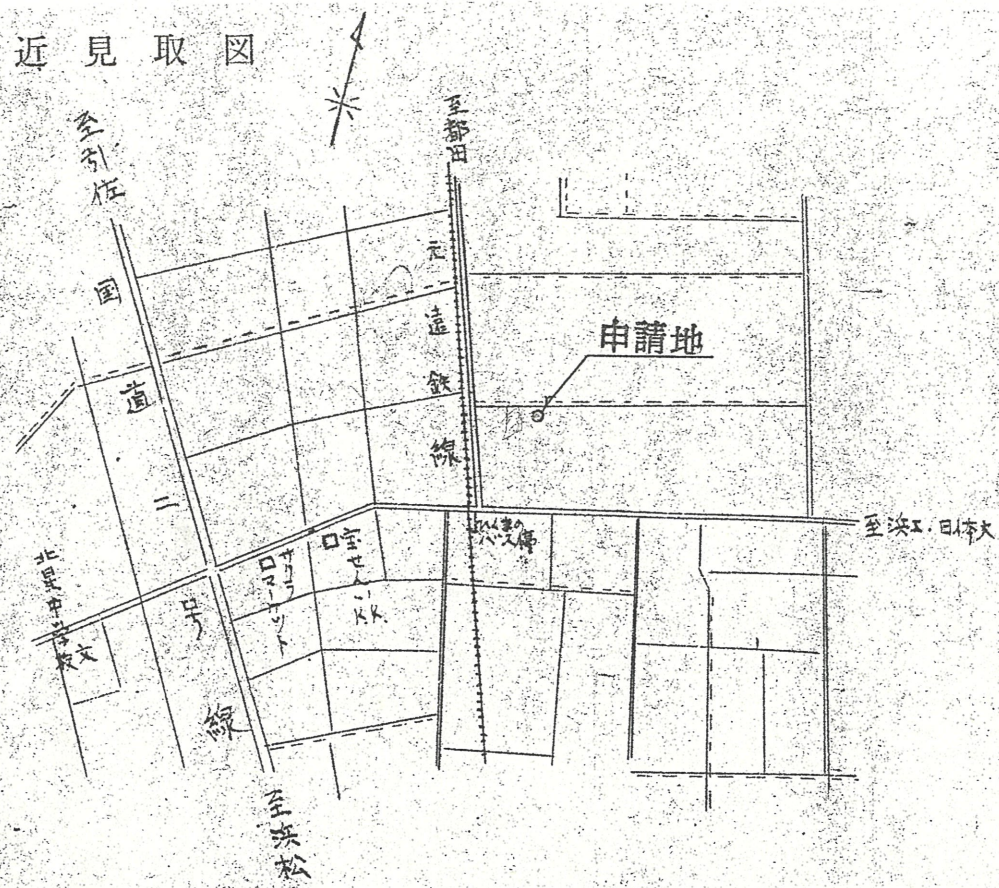 近見取図
至引佐
至都田
国道二号線
元遠鉄線
申請地
バス停
至浜工・日体大
宝せんいK.K.
サクラマーケット
北星中学校
文
至浜松